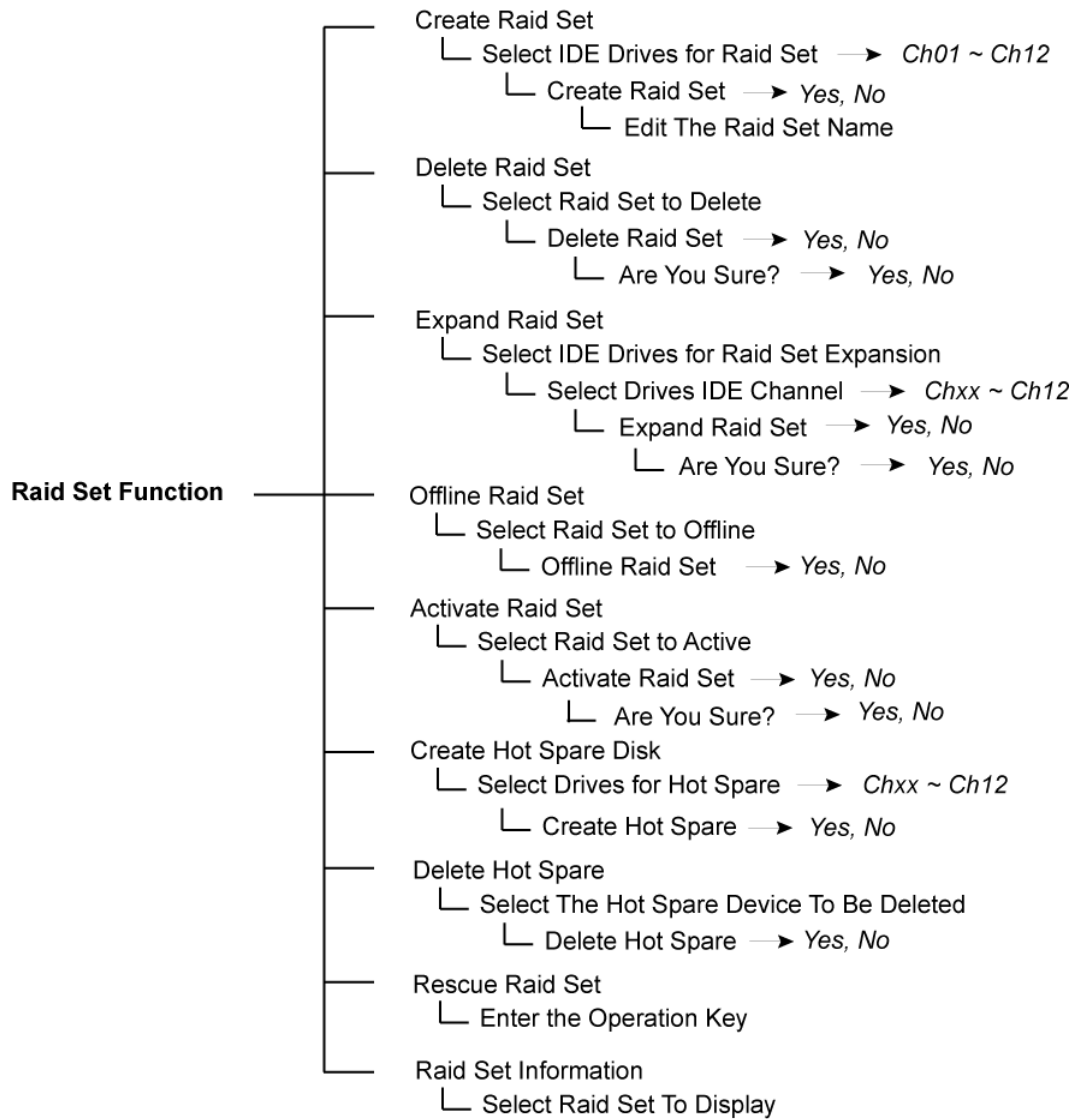 Create Raid Set
Select IDE Drives for Raid Set Ch01 ~ Ch12
Create Raid Set Yes, No
Edit The Raid Set Name
Delete Raid Set
Select Raid Set to Delete
Delete Raid Set Yes, No
Are You Sure? Yes, No
Expand Raid Set
Select IDE Drives for Raid Set Expansion
Select Drives IDE Channel Chxx ~ Ch12
Expand Raid Set Yes, No
Are You Sure? Yes, No
Raid Set Function
Offline Raid Set
Select Raid Set to Offline
Offline Raid Set Yes, No
Activate Raid Set
Select Raid Set to Active
Activate Raid Set Yes, No
Are You Sure? Yes, No
Create Hot Spare Disk
Select Drives for Hot Spare Chxx ~ Ch12
Create Hot Spare Yes, No
Delete Hot Spare
Select The Hot Spare Device To Be Deleted
Delete Hot Spare Yes, No
Rescue Raid Set
Enter the Operation Key
Raid Set Information
Select Raid Set To Display